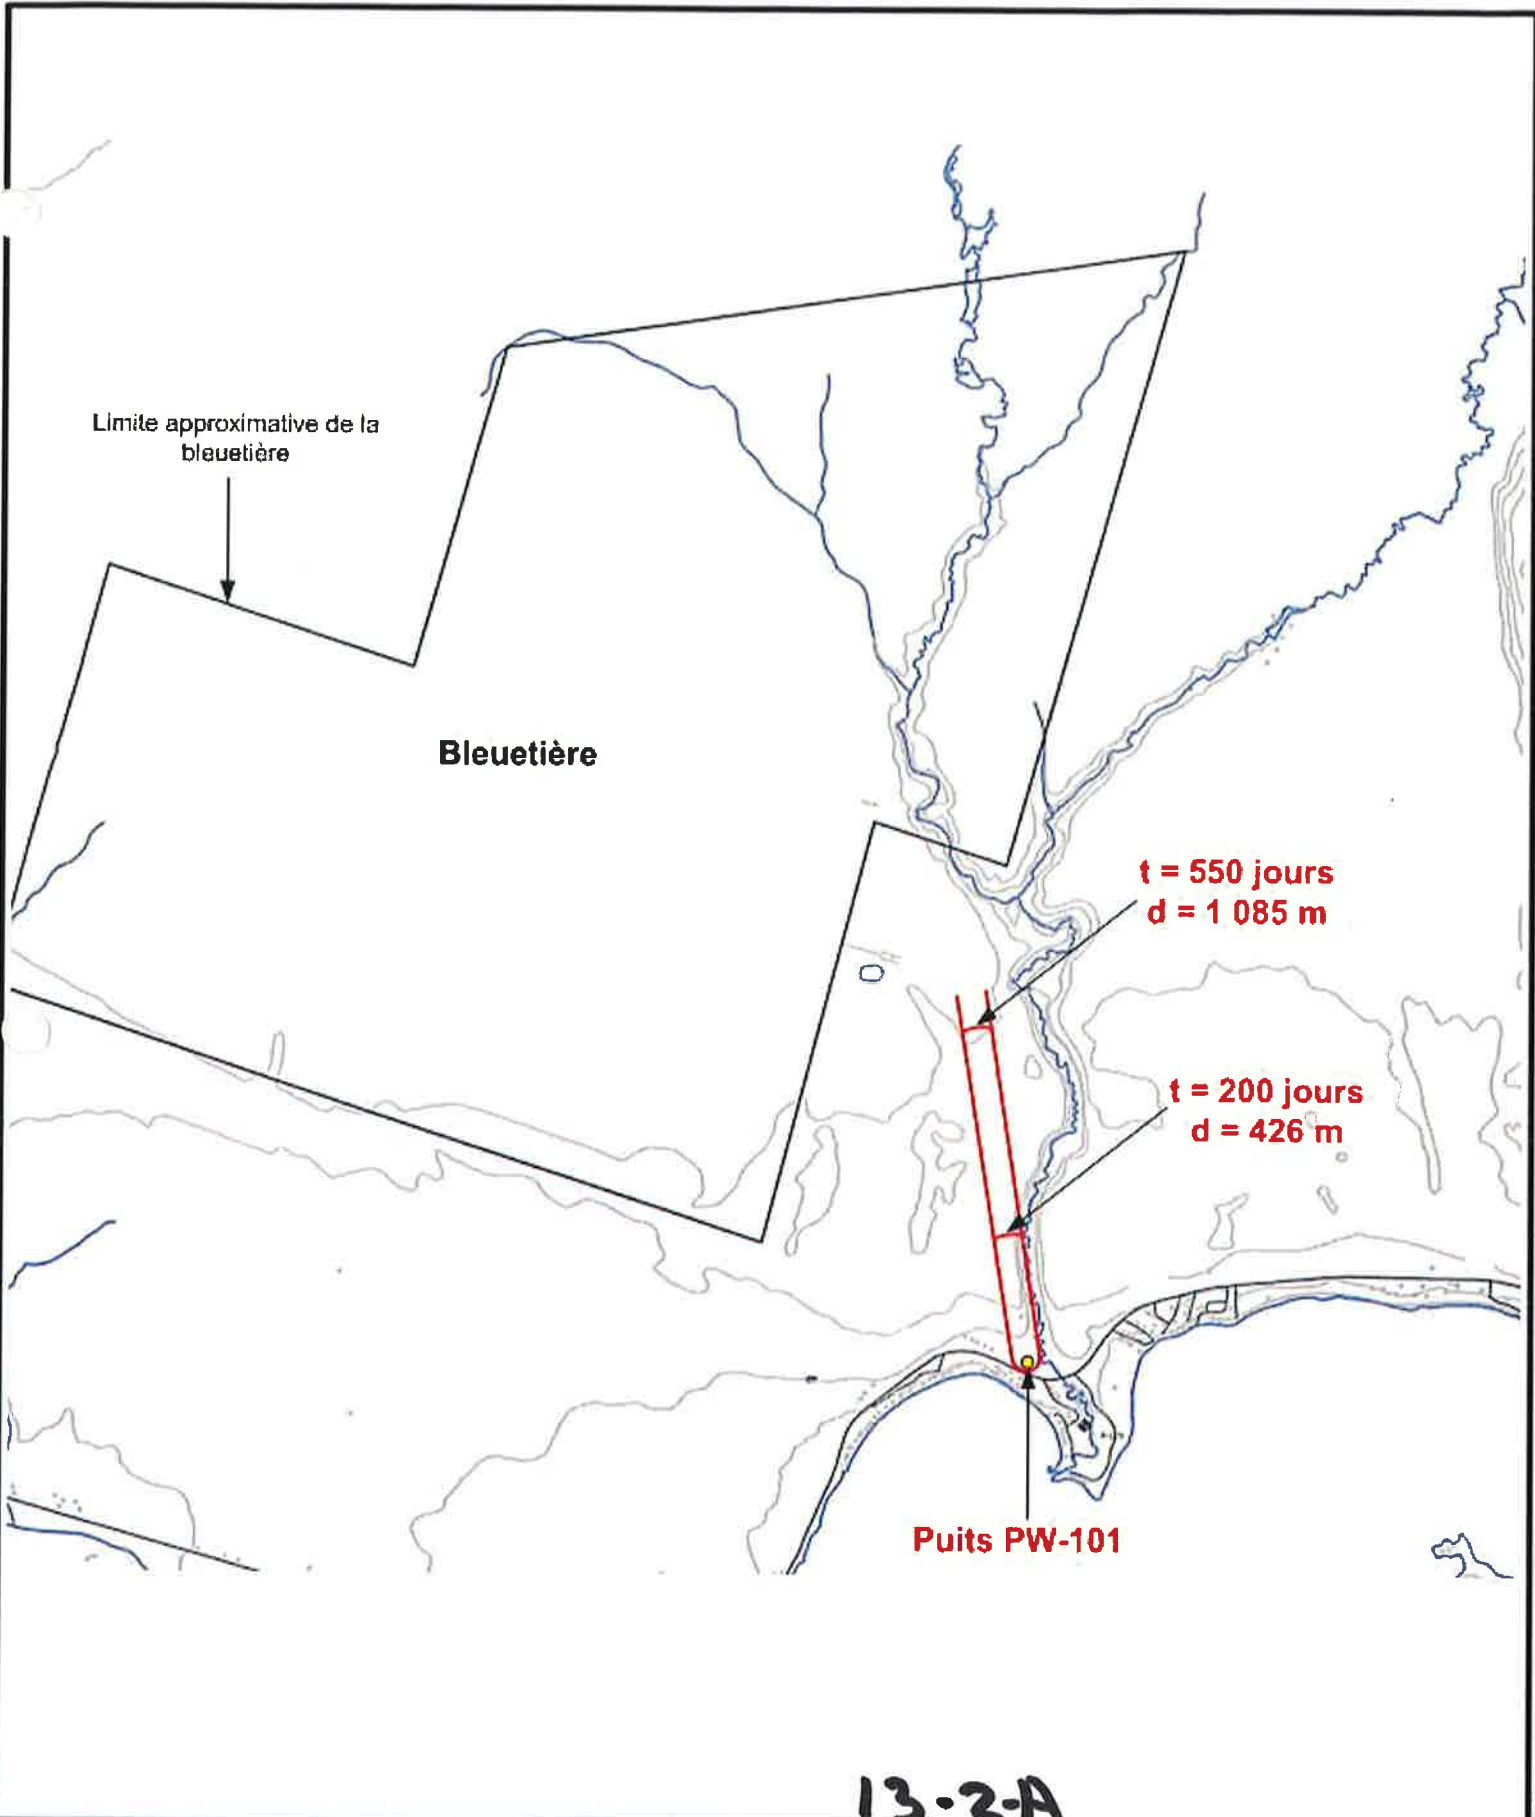 Limite approximative de la
bleuetière
Bleuetière
t = 550 jours
d = 1 085 m
t = 200 jours
d = 426 m
Puits PW-101
13-2-A